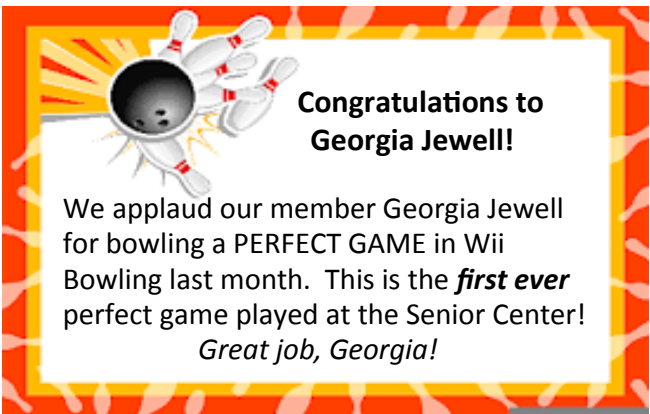 Congratulations to
Georgia Jewell!
We applaud our member Georgia Jewell
for bowling a PERFECT GAME in Wii
Bowling last month.  This is the first ever
perfect game played at the Senior Center!
Great job, Georgia!